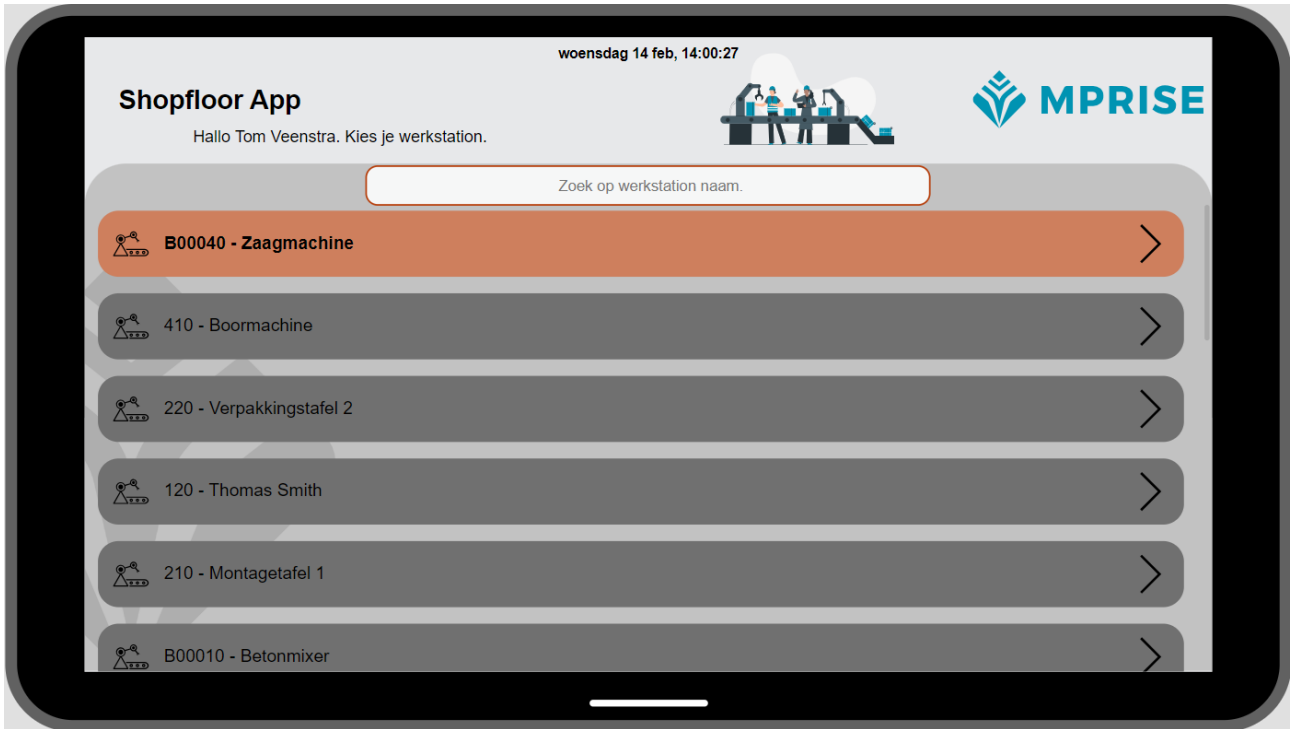 woensdag 14 feb, 14:00:27
Shopfloor App
MPRISE
Hallo Tom Veenstra. Kies je werkstation.
Zoek op werkstation naam.
B00040 - Zaagmachine
410 - Boormachine
220 - Verpakkingstafel 2
120 - Thomas Smith
210 - Montagetafel 1
B00010 - Betonmixer